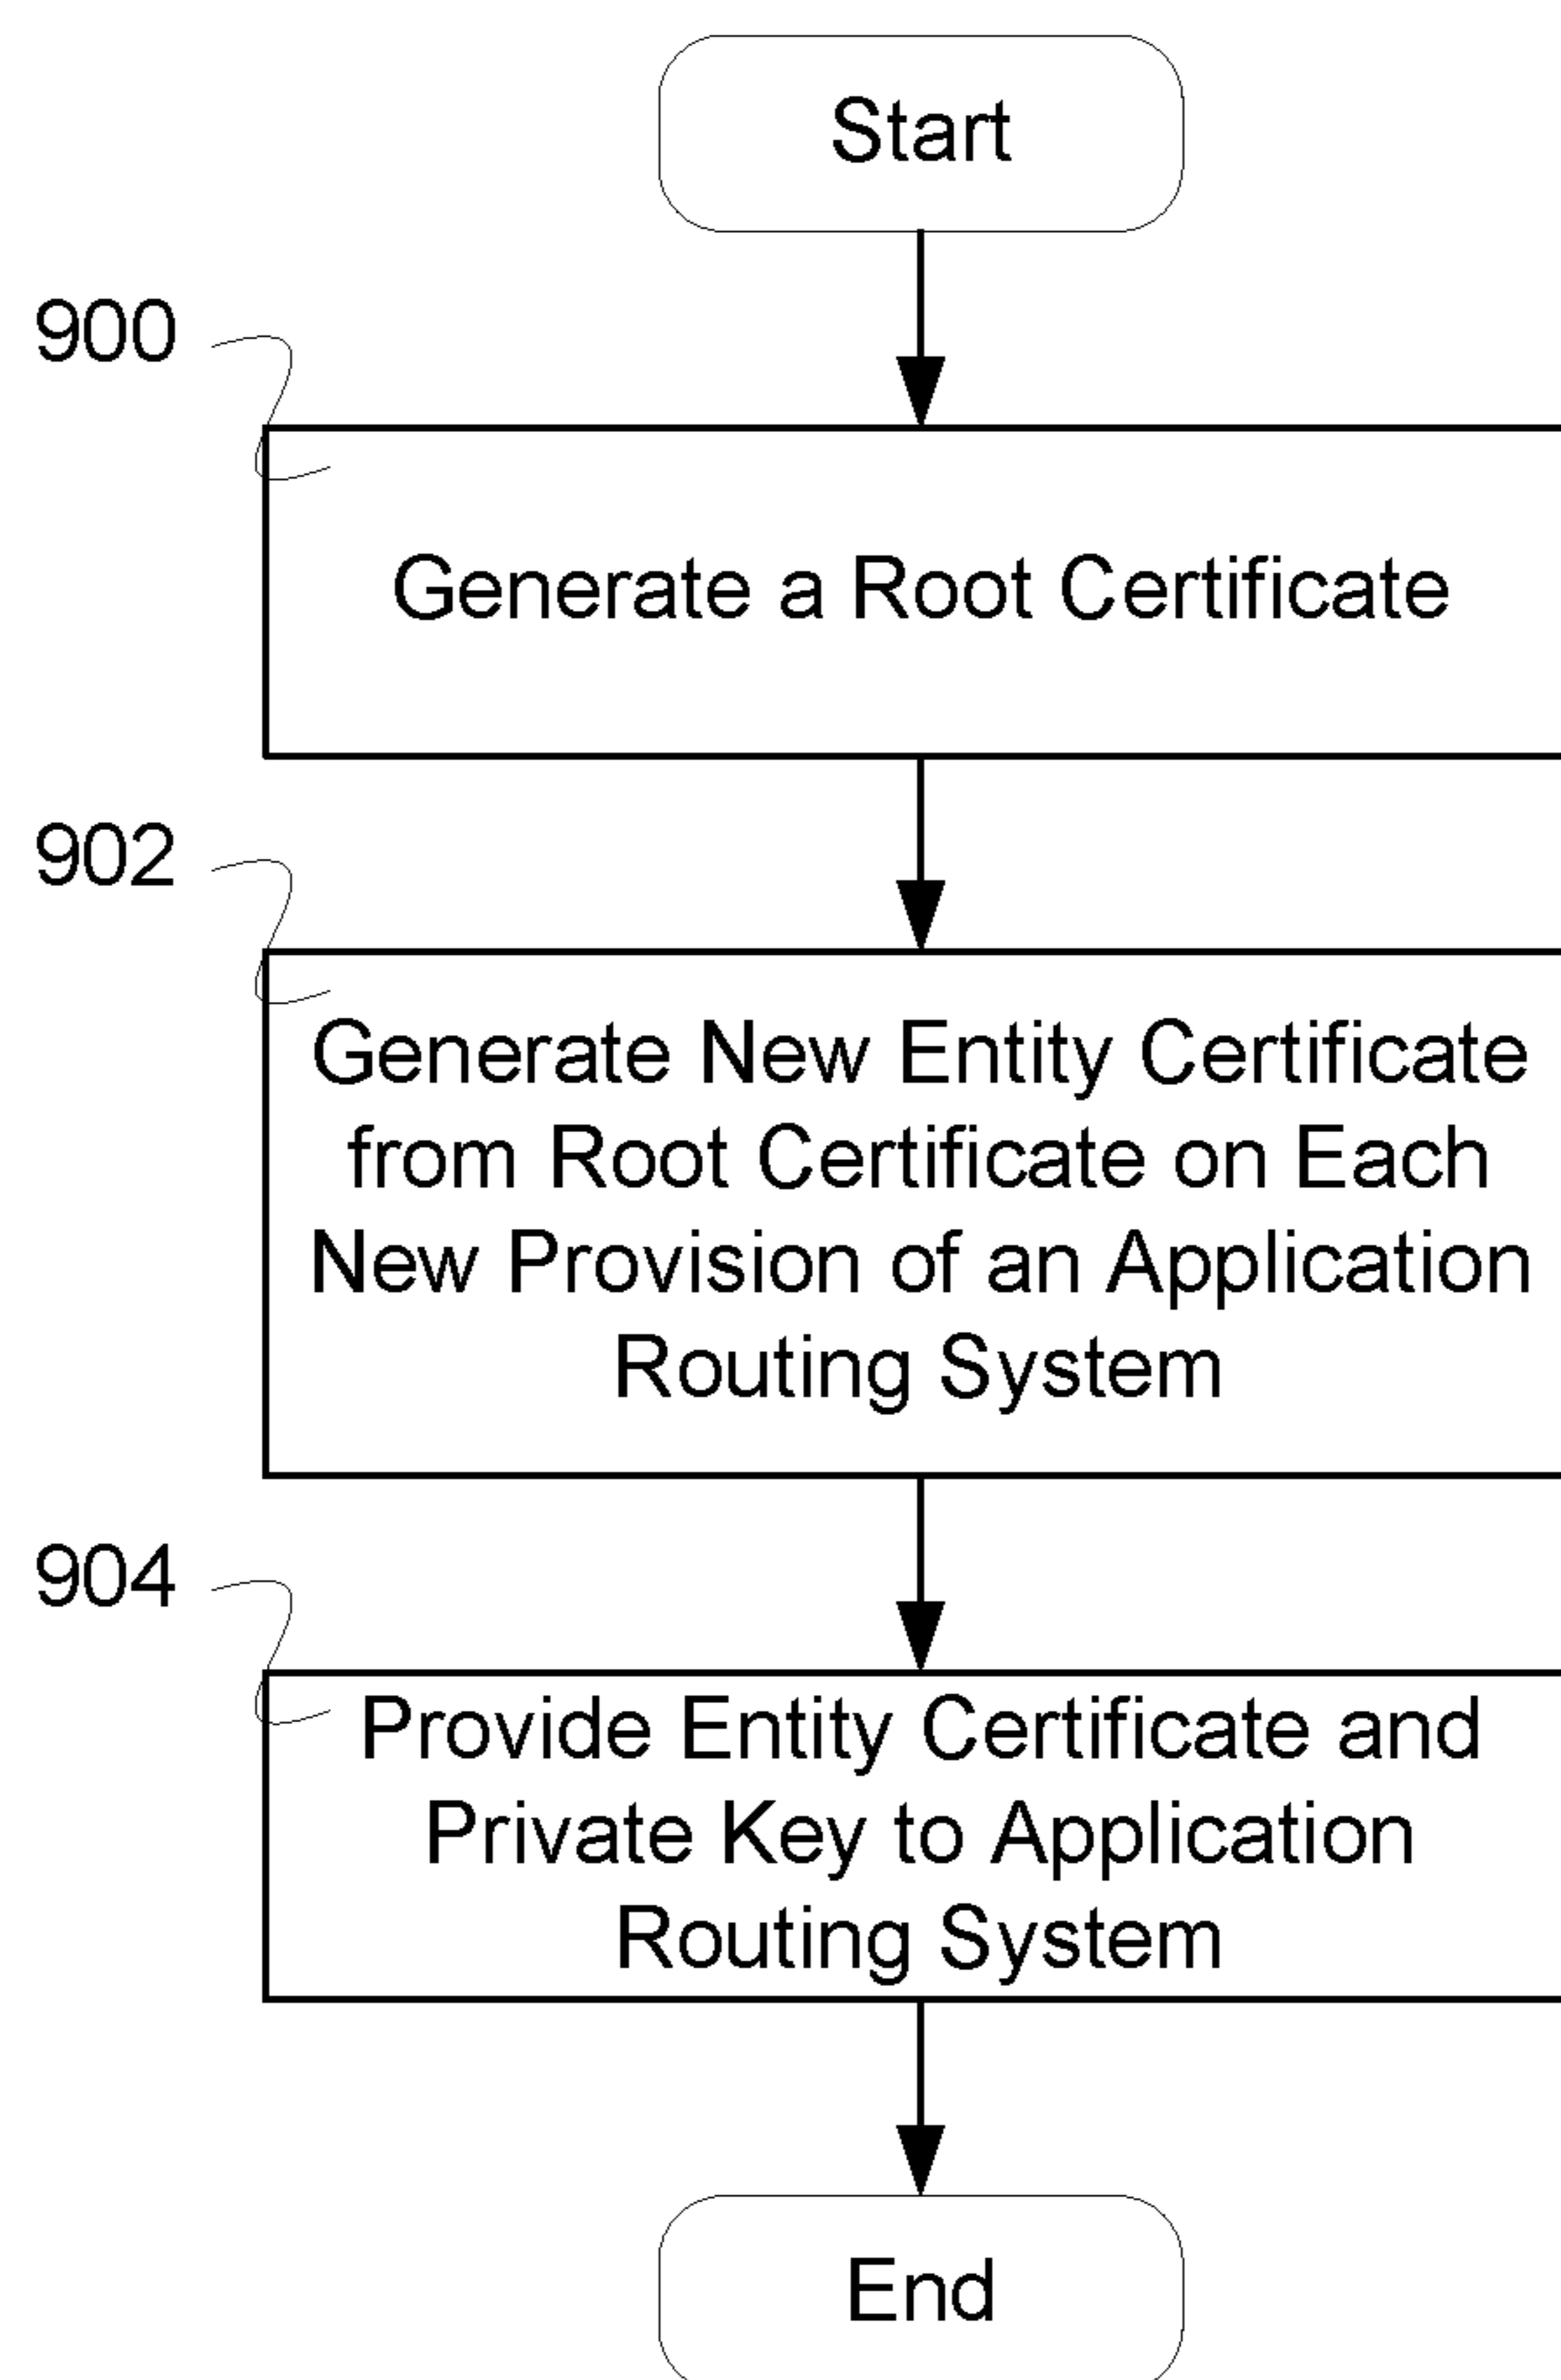 Start
900
Generate a Root Certificate
902
Generate New Entity Certificate
from Root Certificate on Each
New Provision of an Application
Routing System
904
Provide Entity Certificate and
Private Key to Application
Routing System
End